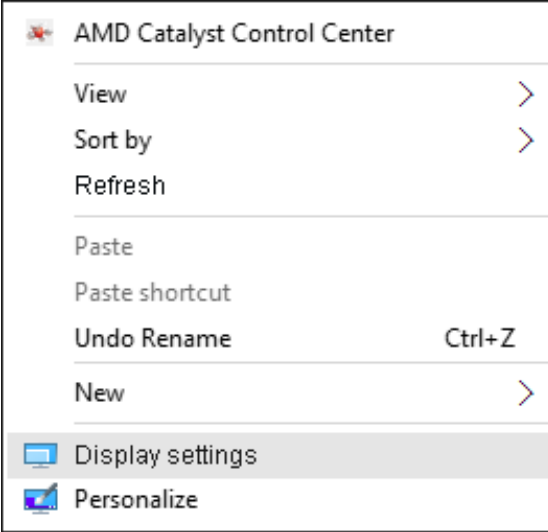 AMD Catalyst Control Center
View
Sort by
Refresh
Paste
Paste shortcut
Undo Rename Ctrl+Z
New
Display settings
Personalize